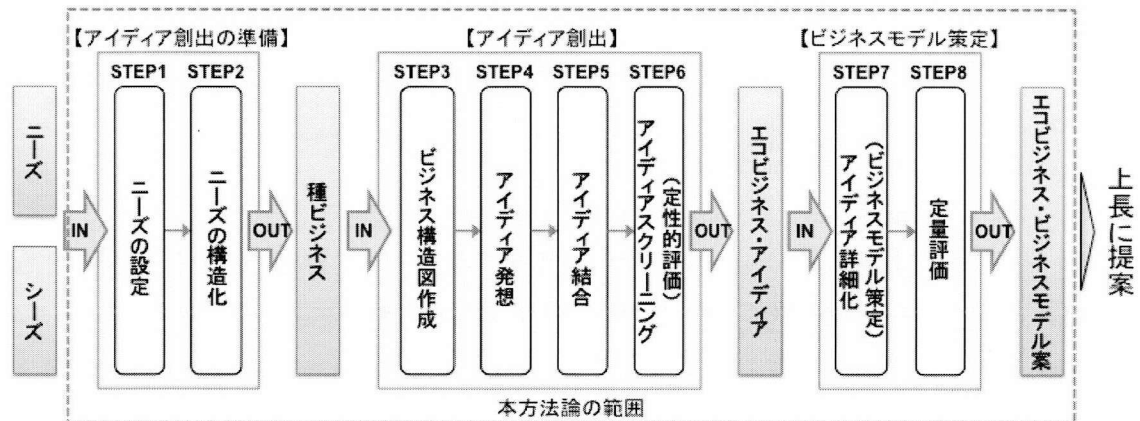 【アイディア創出の準備】
【アイディア創出】
【ビジネスモデル策定】
STEP1
STEP2
STEP3
STEP4
STEP5
STEP6
STEP7
STEP8
ニーズ
シーズ
IN
ニーズの設定
ニーズの構造化
OUT
種ビジネス
IN
ビジネス構造図作成
アイディア発想
アイディア結合
アイディアスクリーニング
(定性的評価)
OUT
エコビジネス・アイディア
IN
アイディア詳細化
(ビジネスモデル策定)
定量評価
OUT
エコビジネス・ビジネスモデル案
上長に提案
本方法論の範囲